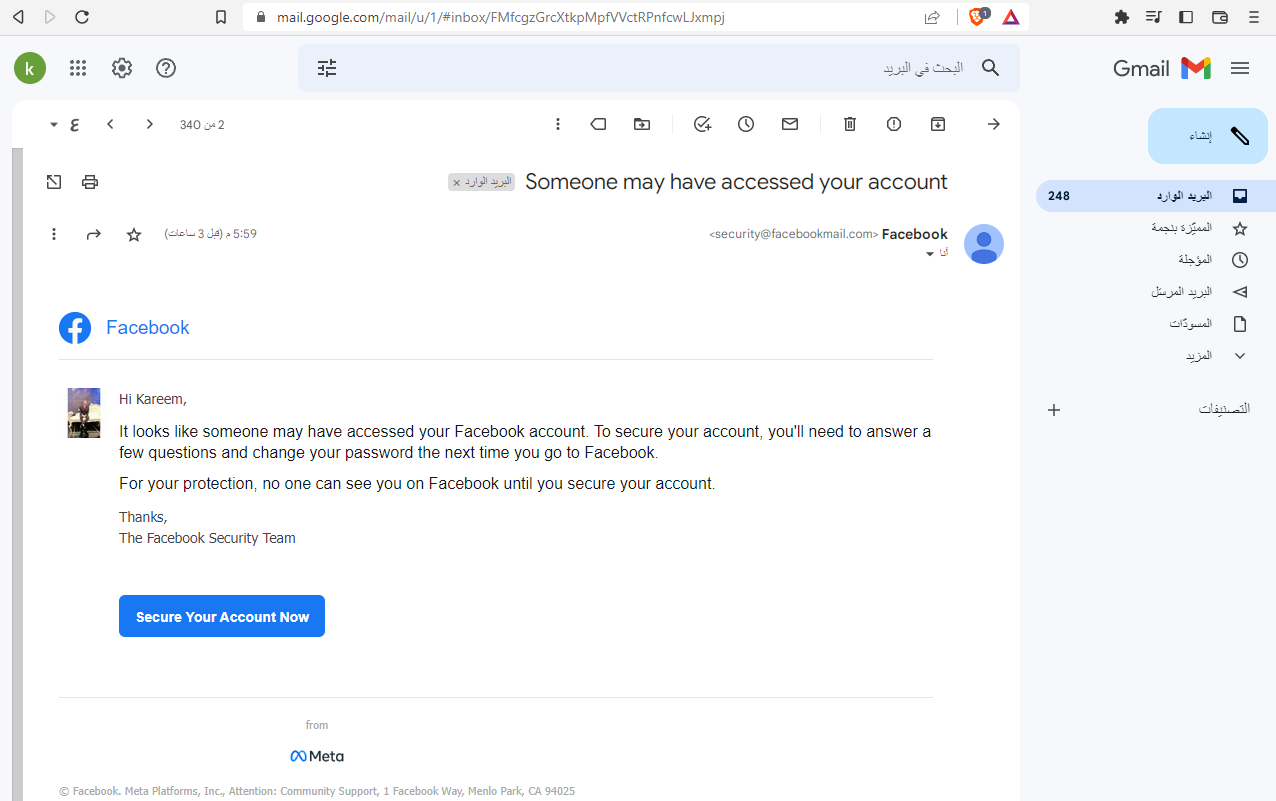 mail.google.com/mail/u/1/#inbox/FMfcgzGrcXtkpMpfVVctRPnfcwLJxmpj
1
k
البحث في البريد
Gmail
ع
2 من 340
إنشاء
Someone may have accessed your account
البريد الوارد ×
5:59 م (قبل 3 ساعات)
Facebook <security@facebookmail.com>
أنا
البريد الوارد 248
المميّزة بنجمة
المؤجلة
البريد المرسَل
المسودّات
المزيد
التصنيفات
Facebook
Hi Kareem,
It looks like someone may have accessed your Facebook account. To secure your account, you'll need to answer a
few questions and change your password the next time you go to Facebook.
For your protection, no one can see you on Facebook until you secure your account.
Thanks,
The Facebook Security Team
Secure Your Account Now
from
Meta
© Facebook. Meta Platforms, Inc., Attention: Community Support, 1 Facebook Way, Menlo Park, CA 94025